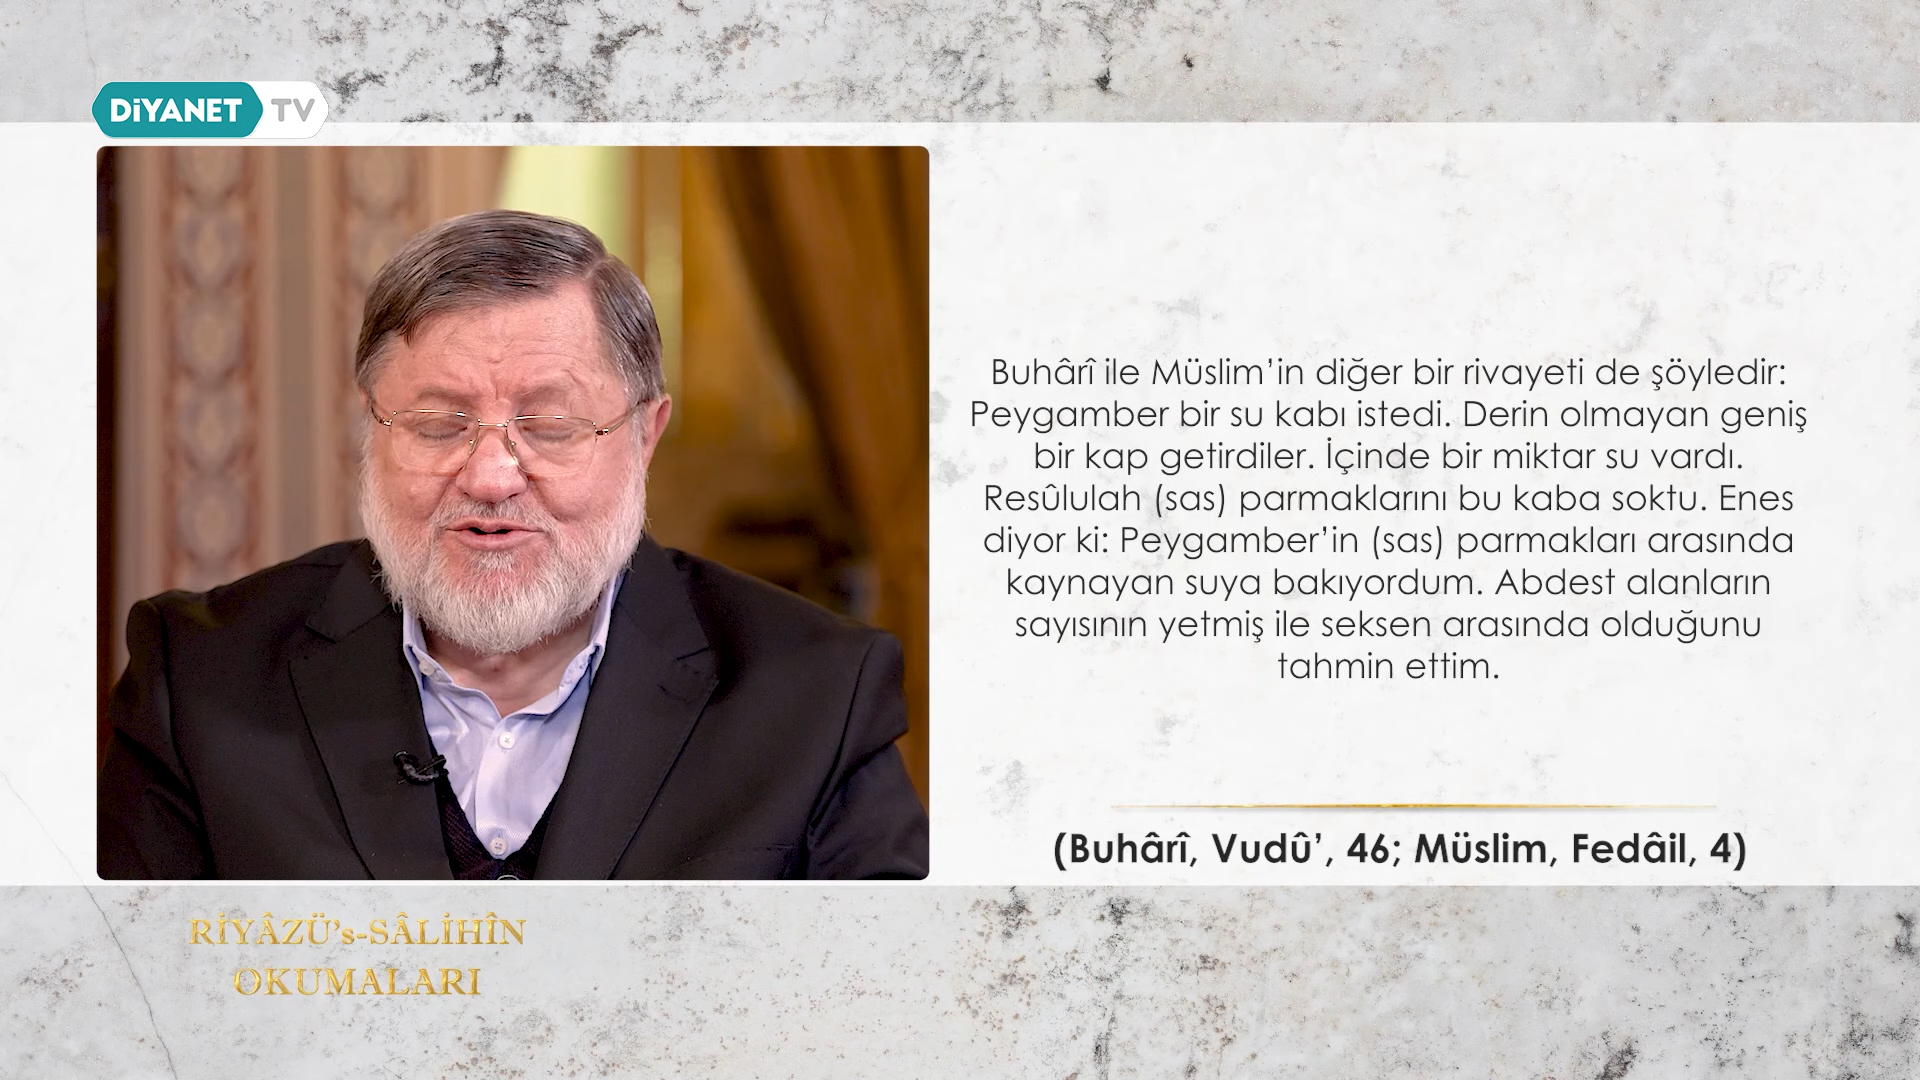 DİYANET TV
Buhârî ile Müslim’in diğer bir rivayeti de şöyledir:
Peygamber bir su kabı istedi. Derin olmayan geniş
bir kap getirdiler. İçinde bir miktar su vardı.
Resûlulah (sas) parmaklarını bu kaba soktu. Enes
diyor ki: Peygamber’in (sas) parmakları arasında
kaynayan suya bakıyordum. Abdest alanların
sayısının yetmiş ile seksen arasında olduğunu
tahmin ettim.
(Buhârî, Vudû’, 46; Müslim, Fedâil, 4)
RİYÂZÜ’s-SÂLİHÎN
OKUMALARI